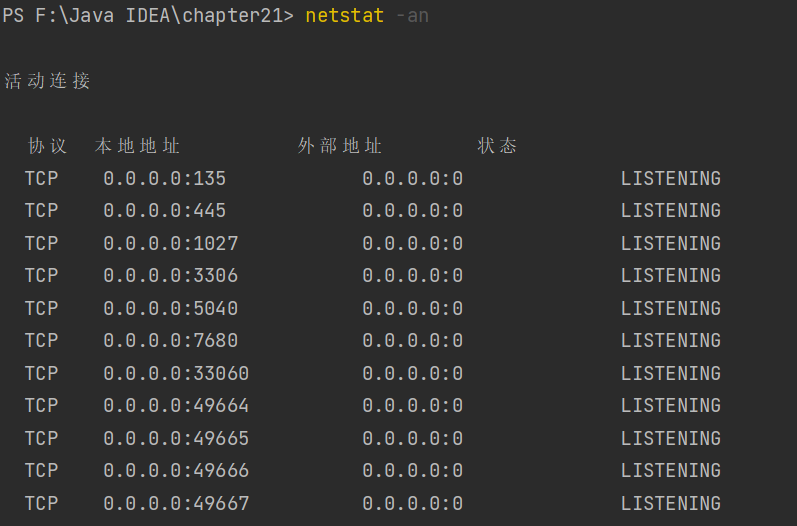 PS F:\Java IDEA\chapter21> netstat -an
活动连接
协议 本地地址 外部地址 状态
TCP 0.0.0.0:135 0.0.0.0:0 LISTENING
TCP 0.0.0.0:445 0.0.0.0:0 LISTENING
TCP 0.0.0.0:1027 0.0.0.0:0 LISTENING
TCP 0.0.0.0:3306 0.0.0.0:0 LISTENING
TCP 0.0.0.0:5040 0.0.0.0:0 LISTENING
TCP 0.0.0.0:7680 0.0.0.0:0 LISTENING
TCP 0.0.0.0:33060 0.0.0.0:0 LISTENING
TCP 0.0.0.0:49664 0.0.0.0:0 LISTENING
TCP 0.0.0.0:49665 0.0.0.0:0 LISTENING
TCP 0.0.0.0:49666 0.0.0.0:0 LISTENING
TCP 0.0.0.0:49667 0.0.0.0:0 LISTENING